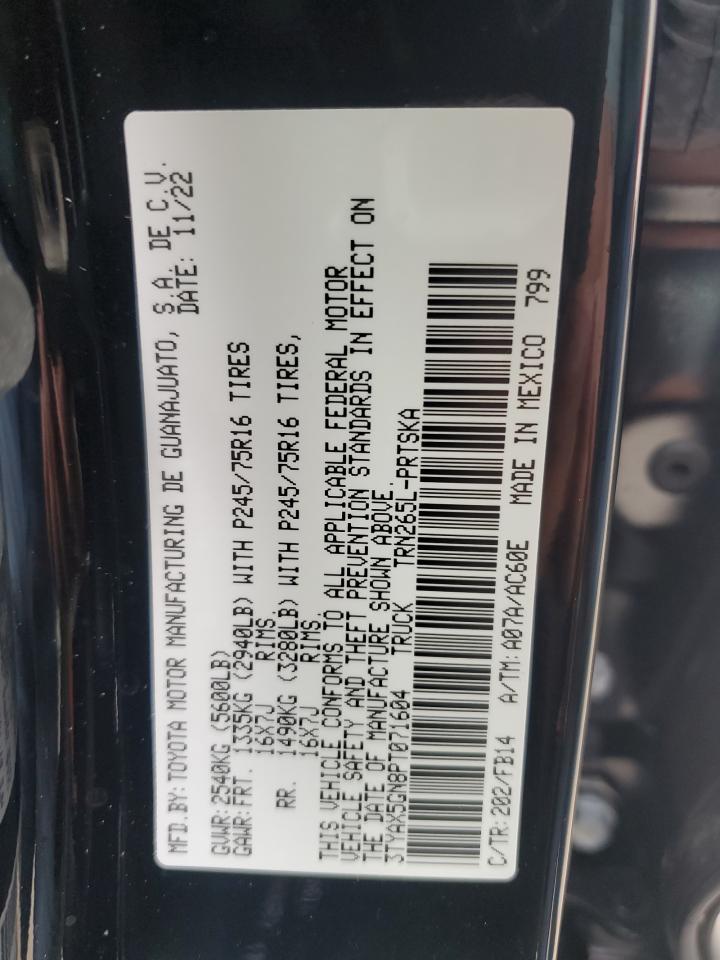 MFD.BY: TOYOTA MOTOR MANUFACTURING DE GUANAJUATO, S.A. DE C.V.
DATE: 11/22
GVWR:2540KG (5600LB)
GAWR:FRT. 1335KG (2940LB) WITH P245/75R16 TIRES
16X7J RIMS.
RR. 1490KG (3280LB) WITH P245/75R16 TIRES,
16X7J RIMS.
THIS VEHICLE CONFORMS TO ALL APPLICABLE FEDERAL MOTOR
VEHICLE SAFETY AND THEFT PREVENTION STANDARDS IN EFFECT ON
THE DATE OF MANUFACTURE SHOWN ABOVE.
3TYAX5GN8PT071604 TRUCK TRN265L-PRTSKA
C/TR:202/FB14 A/TM:A07A/AC60E MADE IN MEXICO 799